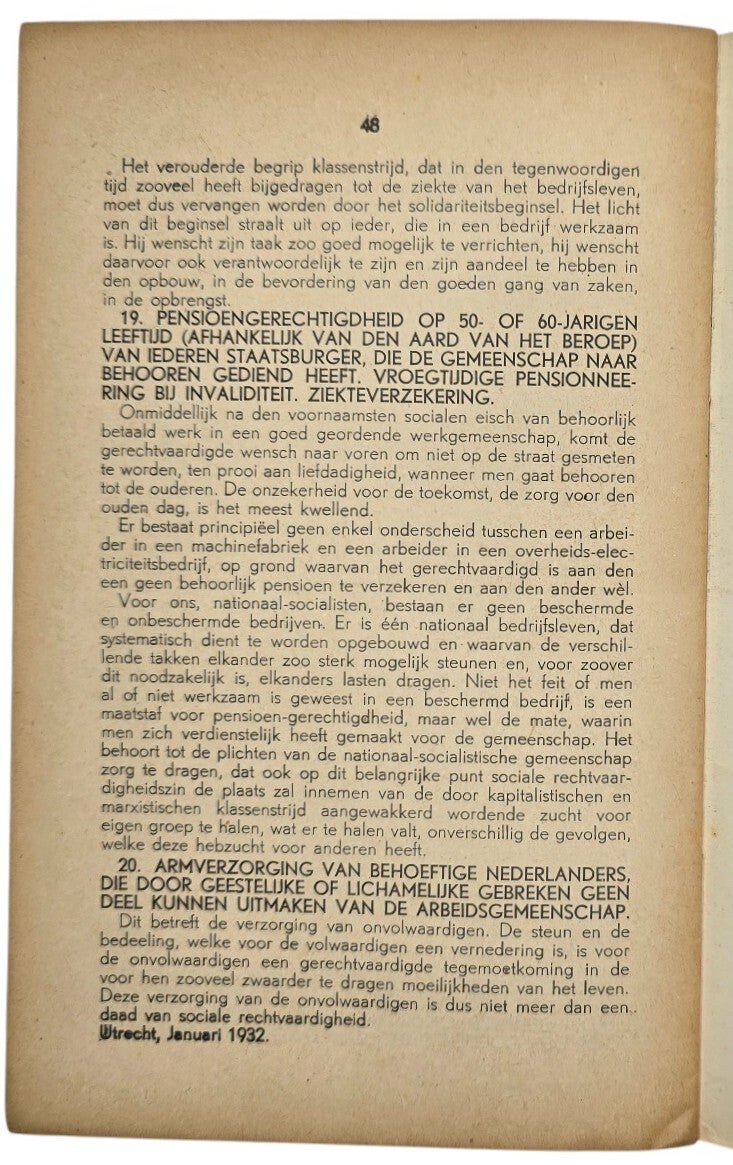 48
Het verouderde begrip klassenstrijd, dat in den tegenwoordigen
tijd zooveel heeft bijgedragen tot de ziekte van het bedrijfsleven,
moet dus vervangen worden door het solidariteitsbeginsel. Het licht
van dit beginsel straalt uit op ieder, die in een bedrijf werkzaam
is. Hij wenscht zijn taak zoo goed mogelijk te verrichten, hij wenscht
daarvoor ook verantwoordelijk te zijn en zijn aandeel te hebben in
den opbouw, in de bevordering van den goeden gang van zaken,
in de opbrengst.
19. PENSIOENGERECHTIGDHEID OP 50- OF 60-JARIGEN
LEEFTIJD (AFHANKELIJK VAN DEN AARD VAN HET BEROEP)
VAN IEDEREN STAATSBURGER, DIE DE GEMEENSCHAP NAAR
BEHOOREN GEDIEND HEEFT. VROEGTIJDIGE PENSIONNEE-
RING BIJ INVALIDITEIT. ZIEKTEVERZEKERING.
Onmiddellijk na den voornaamsten socialen eisch van behoorlijk
betaald werk in een goed geordende werkgemeenschap, komt de
gerechtvaardigde wensch naar voren om niet op de straat gesmeten
te worden, ten prooi aan liefdadigheid, wanneer men gaat behooren
tot de ouderen. De onzekerheid voor de toekomst, de zorg voor den
ouden dag, is het meest kwellend.
Er bestaat principiëel geen enkel onderscheid tusschen een arbei-
der in een machinefabriek en een arbeider in een overheids-elec-
triciteitsbedrijf, op grond waarvan het gerechtvaardigd is aan den
een geen behoorlijk pensioen te verzekeren en aan den ander wèl.
Voor ons, nationaal-socialisten, bestaan er geen beschermde
en onbeschermde bedrijven. Er is één nationaal bedrijfsleven, dat
systematisch dient te worden opgebouwd en waarvan de verschil-
lende takken elkander zoo sterk mogelijk steunen en, voor zoover
dit noodzakelijk is, elkanders lasten dragen. Niet het feit of men
al of niet werkzaam is geweest in een beschermd bedrijf, is een
maatstaf voor pensioen-gerechtigdheid, maar wel de mate, waarin
men zich verdienstelijk heeft gemaakt voor de gemeenschap. Het
behoort tot de plichten van de nationaal-socialistische gemeenschap
zorg te dragen, dat ook op dit belangrijke punt sociale rechtvaar-
digheidszin de plaats zal innemen van de door kapitalistischen en
marxistischen klassenstrijd aangewakkerd wordende zucht voor
eigen groep te halen, wat er te halen valt, onverschillig de gevolgen,
welke deze hebzucht voor anderen heeft.
20. ARMVERZORGING VAN BEHOEFTIGE NEDERLANDERS,
DIE DOOR GEESTELIJKE OF LICHAMELIJKE GEBREKEN GEEN
DEEL KUNNEN UITMAKEN VAN DE ARBEIDSGEMEENSCHAP.
Dit betreft de verzorging van onvolwaardigen. De steun en de
bedeeling, welke voor de volwaardigen een vernedering is, is voor
de onvolwaardigen een gerechtvaardigde tegemoetkoming in de
voor hen zooveel zwaarder te dragen moeilijkheden van het leven.
Deze verzorging van de onvolwaardigen is dus niet meer dan een
daad van sociale rechtvaardigheid.
Utrecht, Januari 1932.